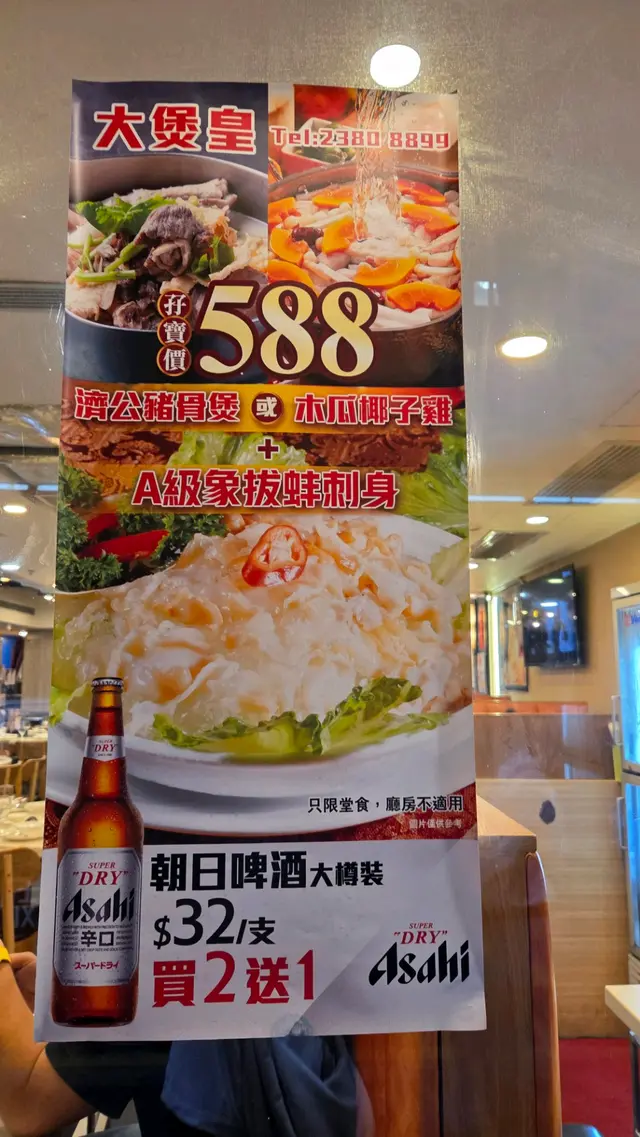 大煲皇
Tel:2380 8899
孖寶價
588
濟公豬骨煲 或 木瓜椰子雞
+
A級象拔蚌刺身
只限堂食，廳房不適用
圖片僅供參考
朝日啤酒大樽裝
$32/支
買2送1
SUPER
"DRY"
Asahi
"DRY"
SUPER
"DRY"
Asahi
辛口
スーパードライ